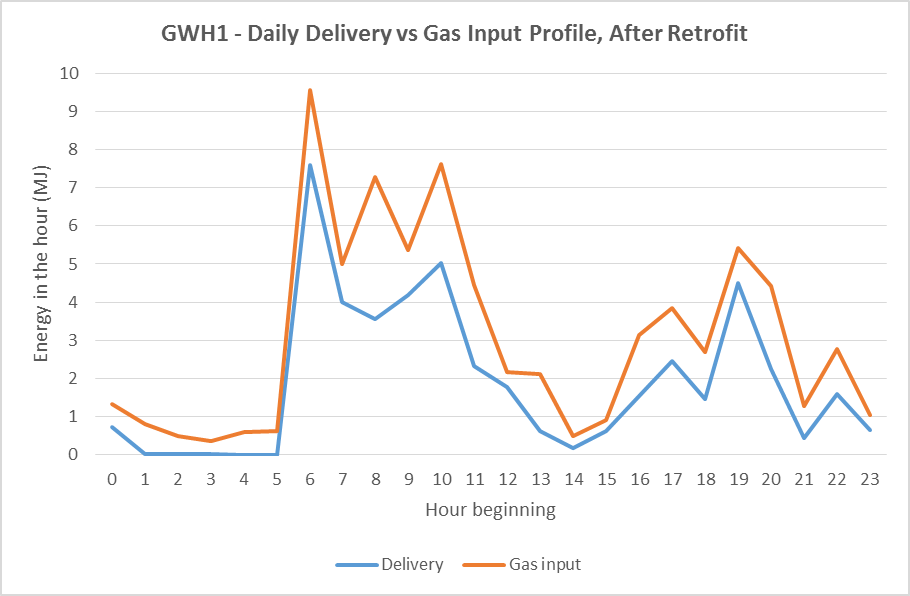 GWH1 - Daily Delivery vs Gas Input Profile, After Retrofit
Energy in the hour (MJ)
10
9
8
7
6
5
4
3
2
1
0
0 1 2 3 4 5 6 7 8 9 10 11 12 13 14 15 16 17 18 19 20 21 22 23
Hour beginning
Delivery Gas input